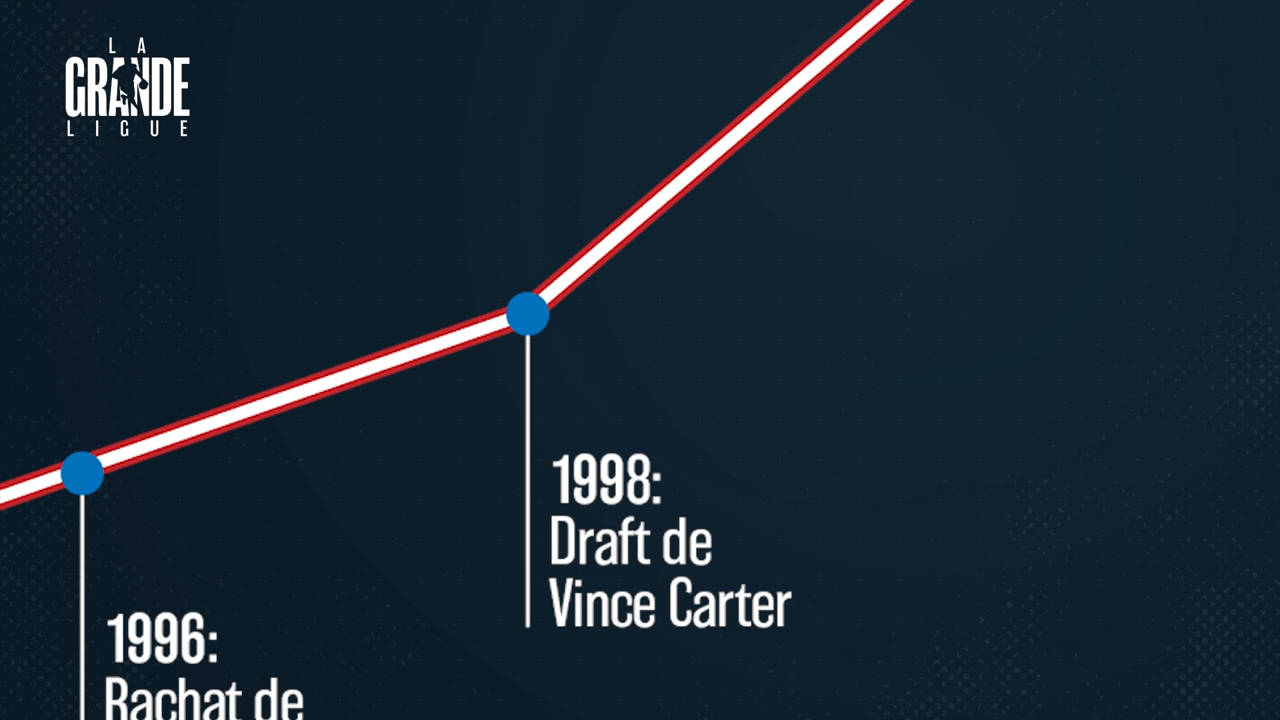 LA
GRANDE
LIGUE
1998:
Draft de
Vince Carter
1996:
Rachat de